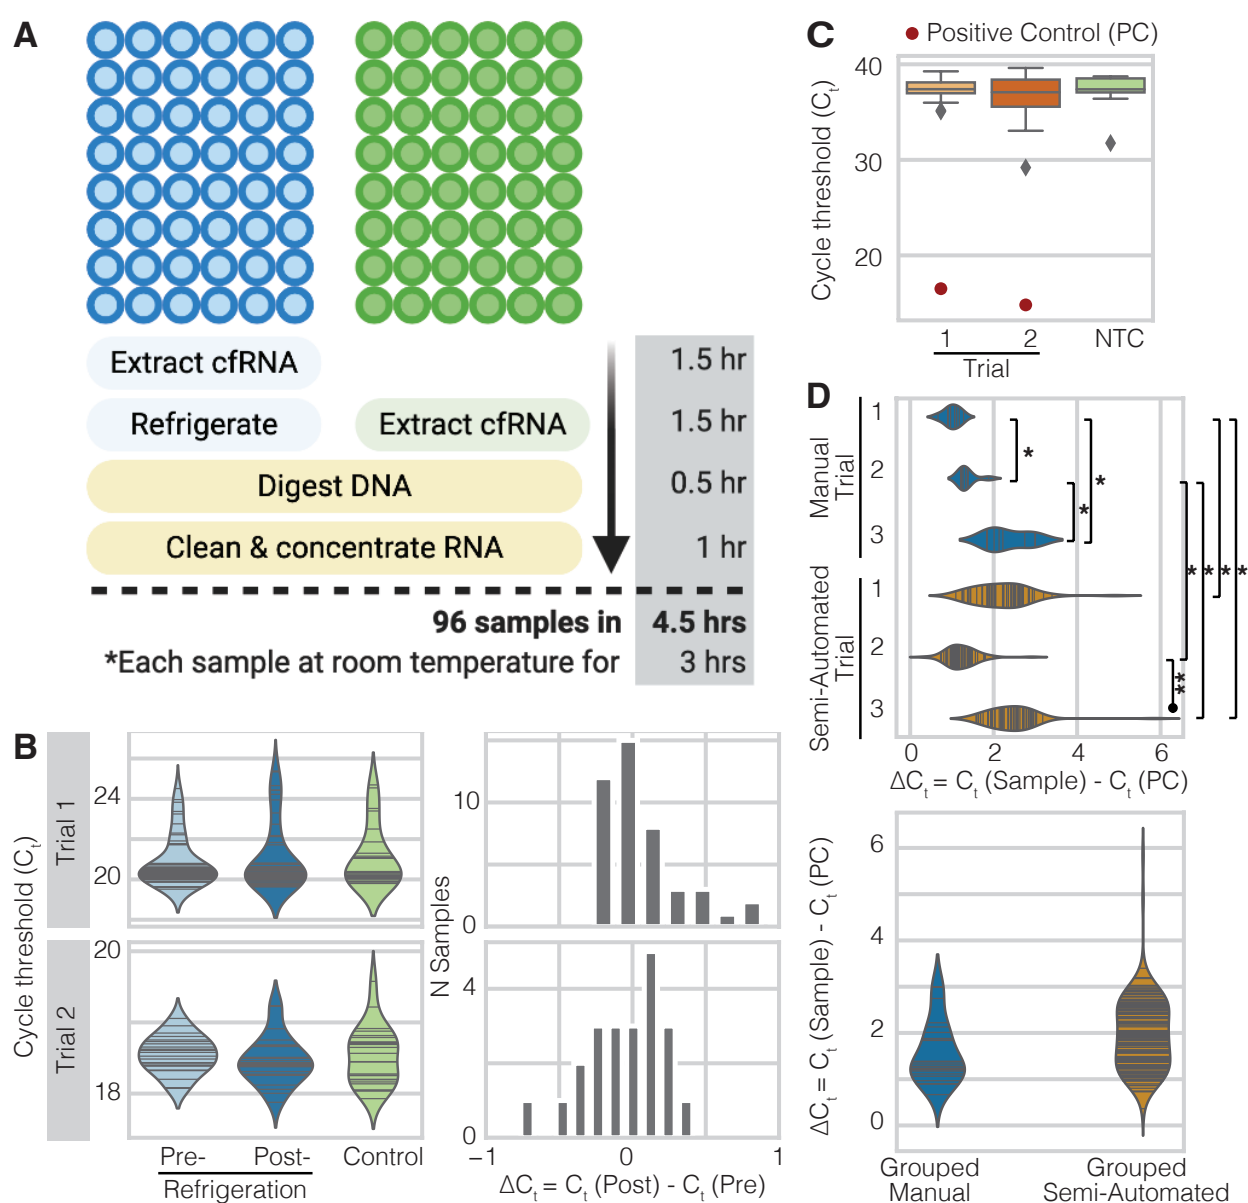 A
Extract cfRNA
1.5 hr
Refrigerate
Extract cfRNA
1.5 hr
Digest DNA
0.5 hr
Clean & concentrate RNA
1 hr
96 samples in 4.5 hrs
*Each sample at room temperature for 3 hrs
B
Trial 1
Trial 2
Cycle threshold (Ct)
24
20
20
18
Pre-
Post-
Control
Refrigeration
N Samples
10
0
4
0
−1
0
1
ΔCt = Ct (Post) - Ct (Pre)
C
Positive Control (PC)
Cycle threshold (Ct)
40
30
20
1
2
NTC
Trial
D
Manual
Trial
1
2
3
Semi-Automated
Trial
1
2
3
*
*
*
*
*
*
*
**
0
2
4
6
ΔCt = Ct (Sample) - Ct (PC)
ΔCt = Ct (Sample) - Ct (PC)
6
4
2
0
Grouped
Manual
Grouped
Semi-Automated